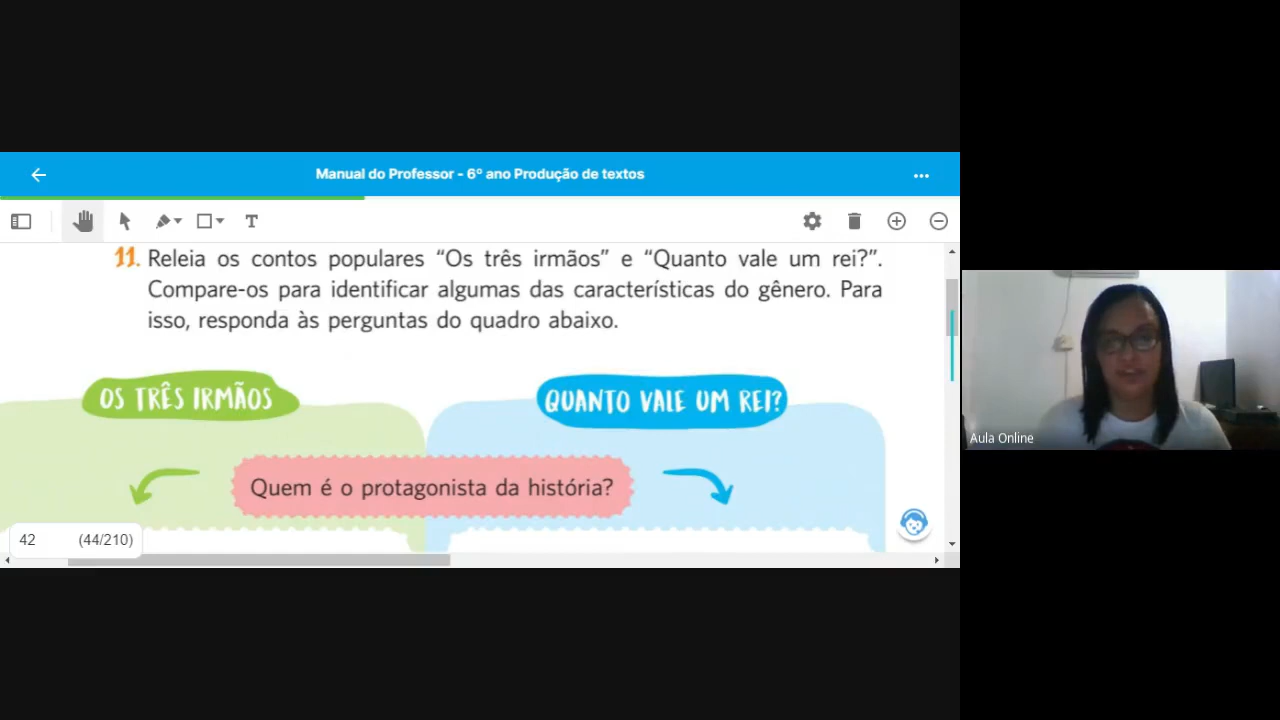 Manual do Professor - 6º ano Produção de textos
T
11. Releia os contos populares “Os três irmãos” e “Quanto vale um rei?”.
Compare-os para identificar algumas das características do gênero. Para
isso, responda às perguntas do quadro abaixo.
OS TRÊS IRMÃOS
QUANTO VALE UM REI?
Quem é o protagonista da história?
42 (44/210)
Aula Online